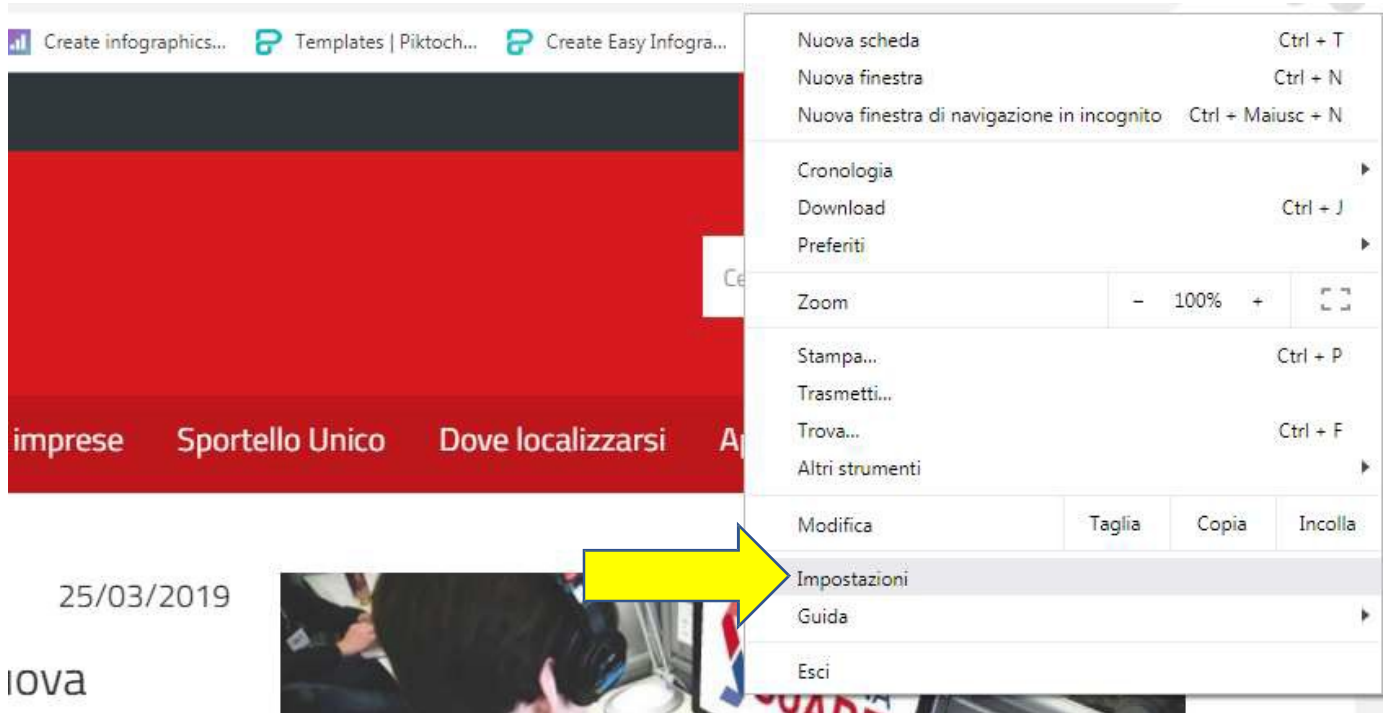 Create infographics... Templates | Piktoch... Create Easy Infogra...
Nuova scheda Ctrl + T
Nuova finestra Ctrl + N
Nuova finestra di navigazione in incognito Ctrl + Maiusc + N
Cronologia
Download Ctrl + J
Preferiti
Ce
Zoom - 100% +
Stampa... Ctrl + P
Trasmetti...
Trova... Ctrl + F
Altri strumenti
imprese Sportello Unico Dove localizzarsi
Modifica Taglia Copia Incolla
Impostazioni
Guida
Esci
25/03/2019